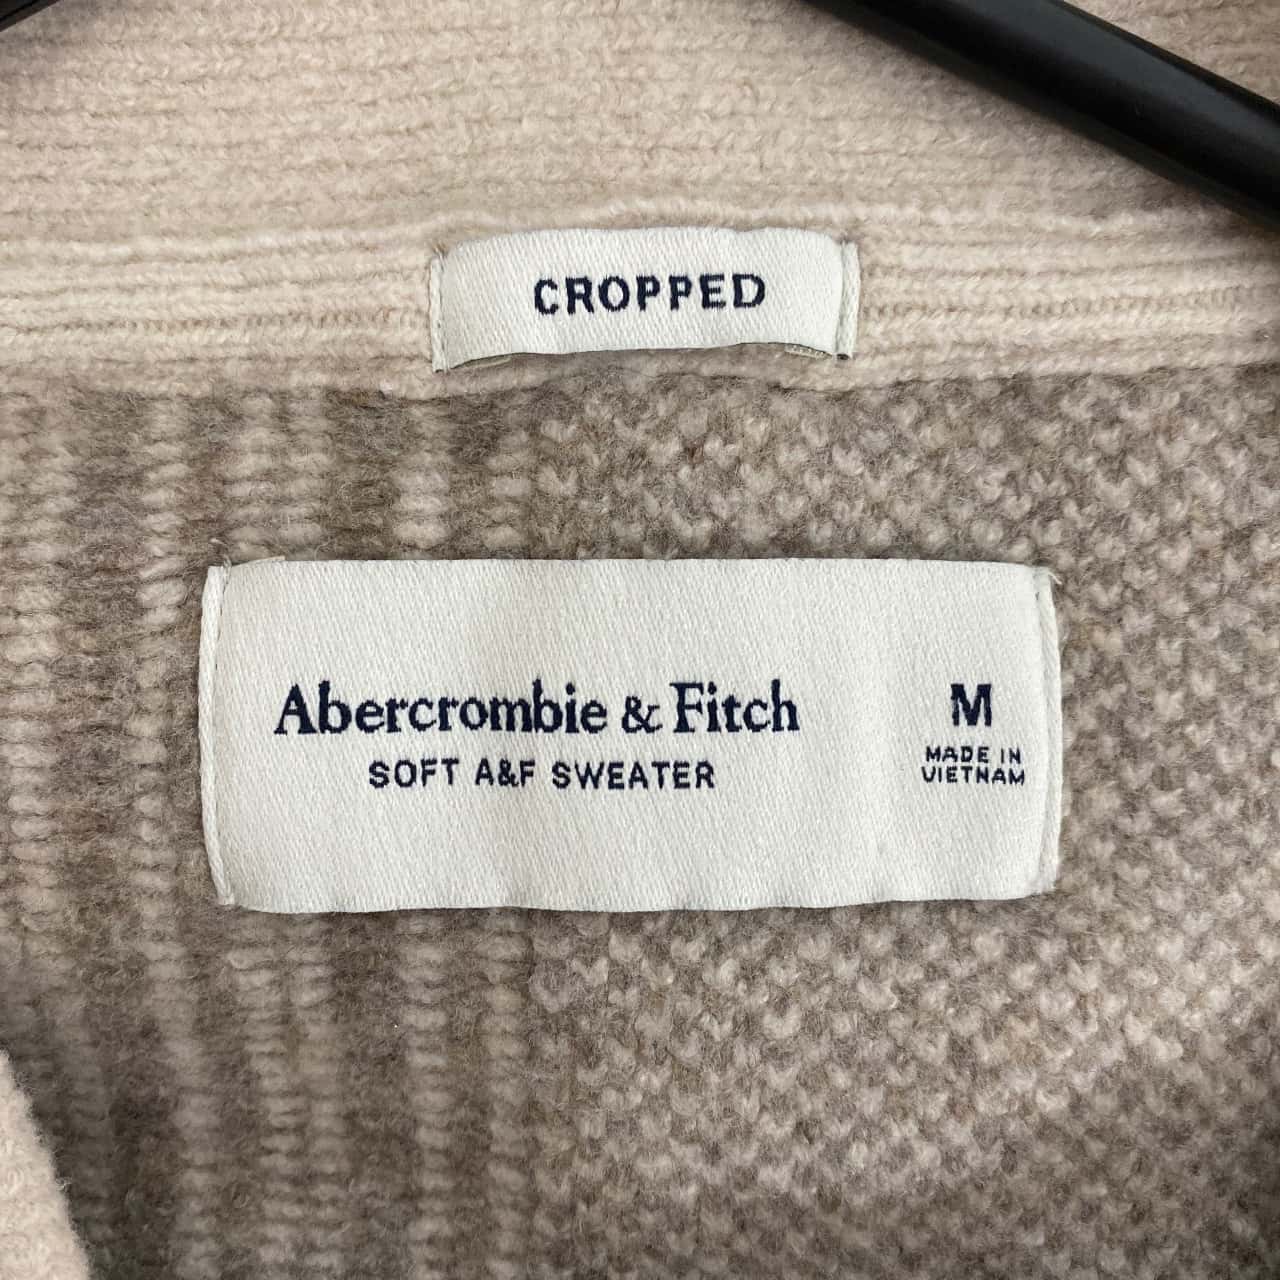 CROPPED
Abercrombie & Fitch
SOFT A&F SWEATER
M
MADE IN
VIETNAM